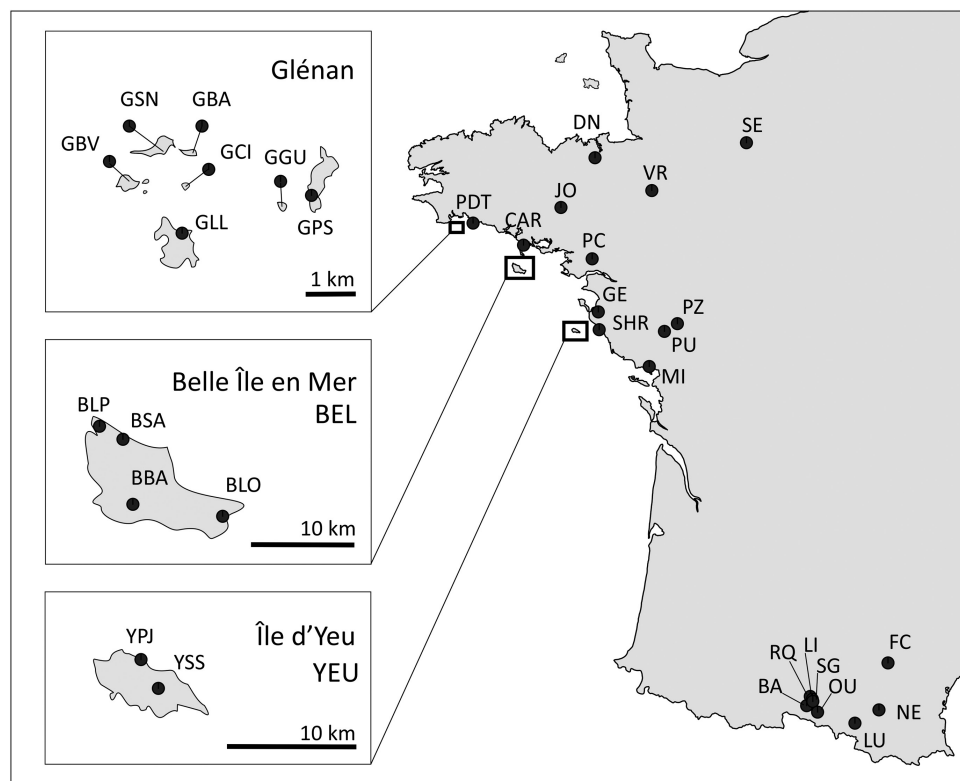 Glénan
GSN
GBA
GBV
GCI
GGU
GPS
GLL
1 km
Belle Île en Mer
BEL
BLP
BSA
BBA
BLO
10 km
Île d'Yeu
YEU
YPJ
YSS
10 km
DN
SE
VR
JO
PDT
CAR
PC
GE
SHR
PZ
PU
MI
FC
LI
RQ
SG
BA
OU
NE
LU